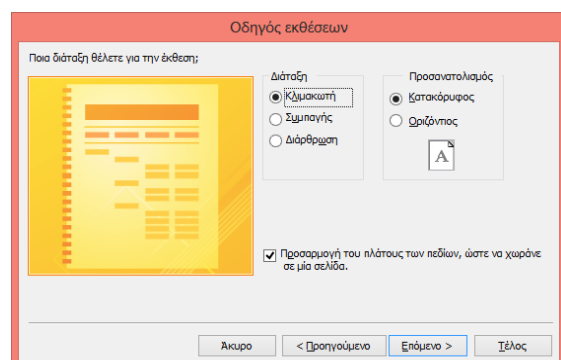 Οδηγός εκθέσεων
Ποια διάταξη θέλετε για την έκθεση;
Διάταξη
Κλιμακωτή
Συμπαγής
Διάρθρωση
Προσανατολισμός
Κατακόρυφος
Οριζόντιος
A
Προσαρμογή του πλάτους των πεδίων, ώστε να χωράνε
σε μία σελίδα.
Άκυρο
< Προηγούμενο
Επόμενο >
Τέλος